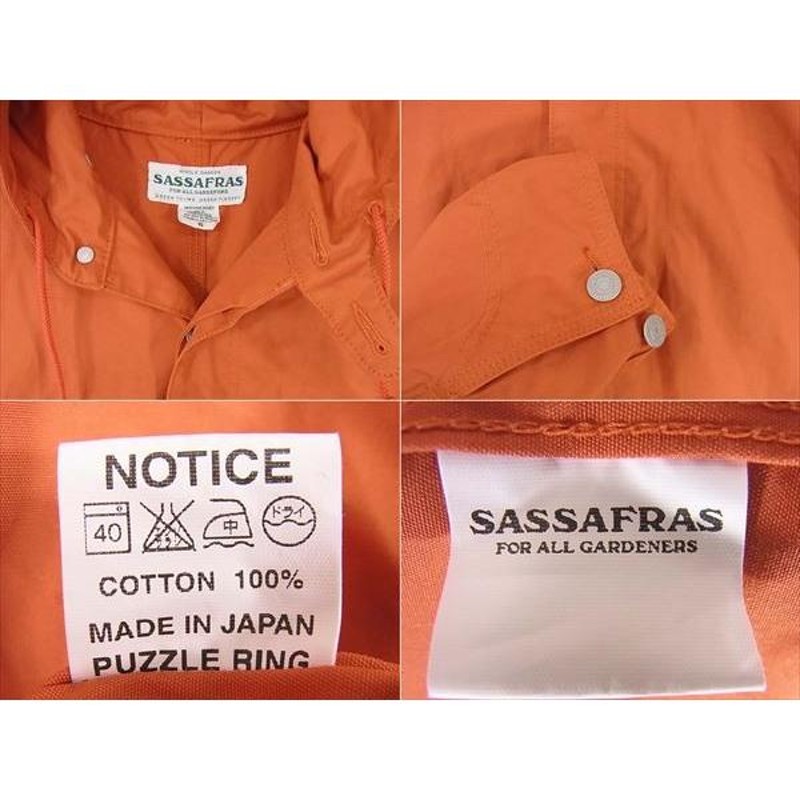 SASSAFRAS
FOR ALL GARDENERS
NOTICE
40
中
ドライ
COTTON 100%
MADE IN JAPAN
PUZZLE RING
SASSAFRAS
FOR ALL GARDENERS